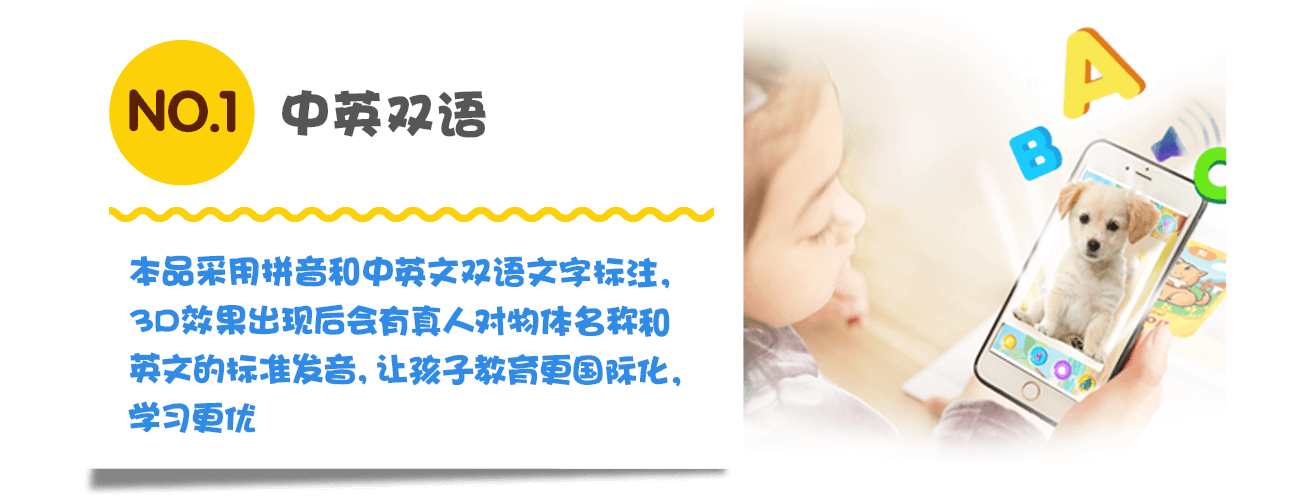 NO.1 中英双语
本品采用拼音和中英文双语文字标注，
3D效果出现后会有真人对物体名称和
英文的标准发音，让孩子教育更国际化，
学习更优
A
B
C